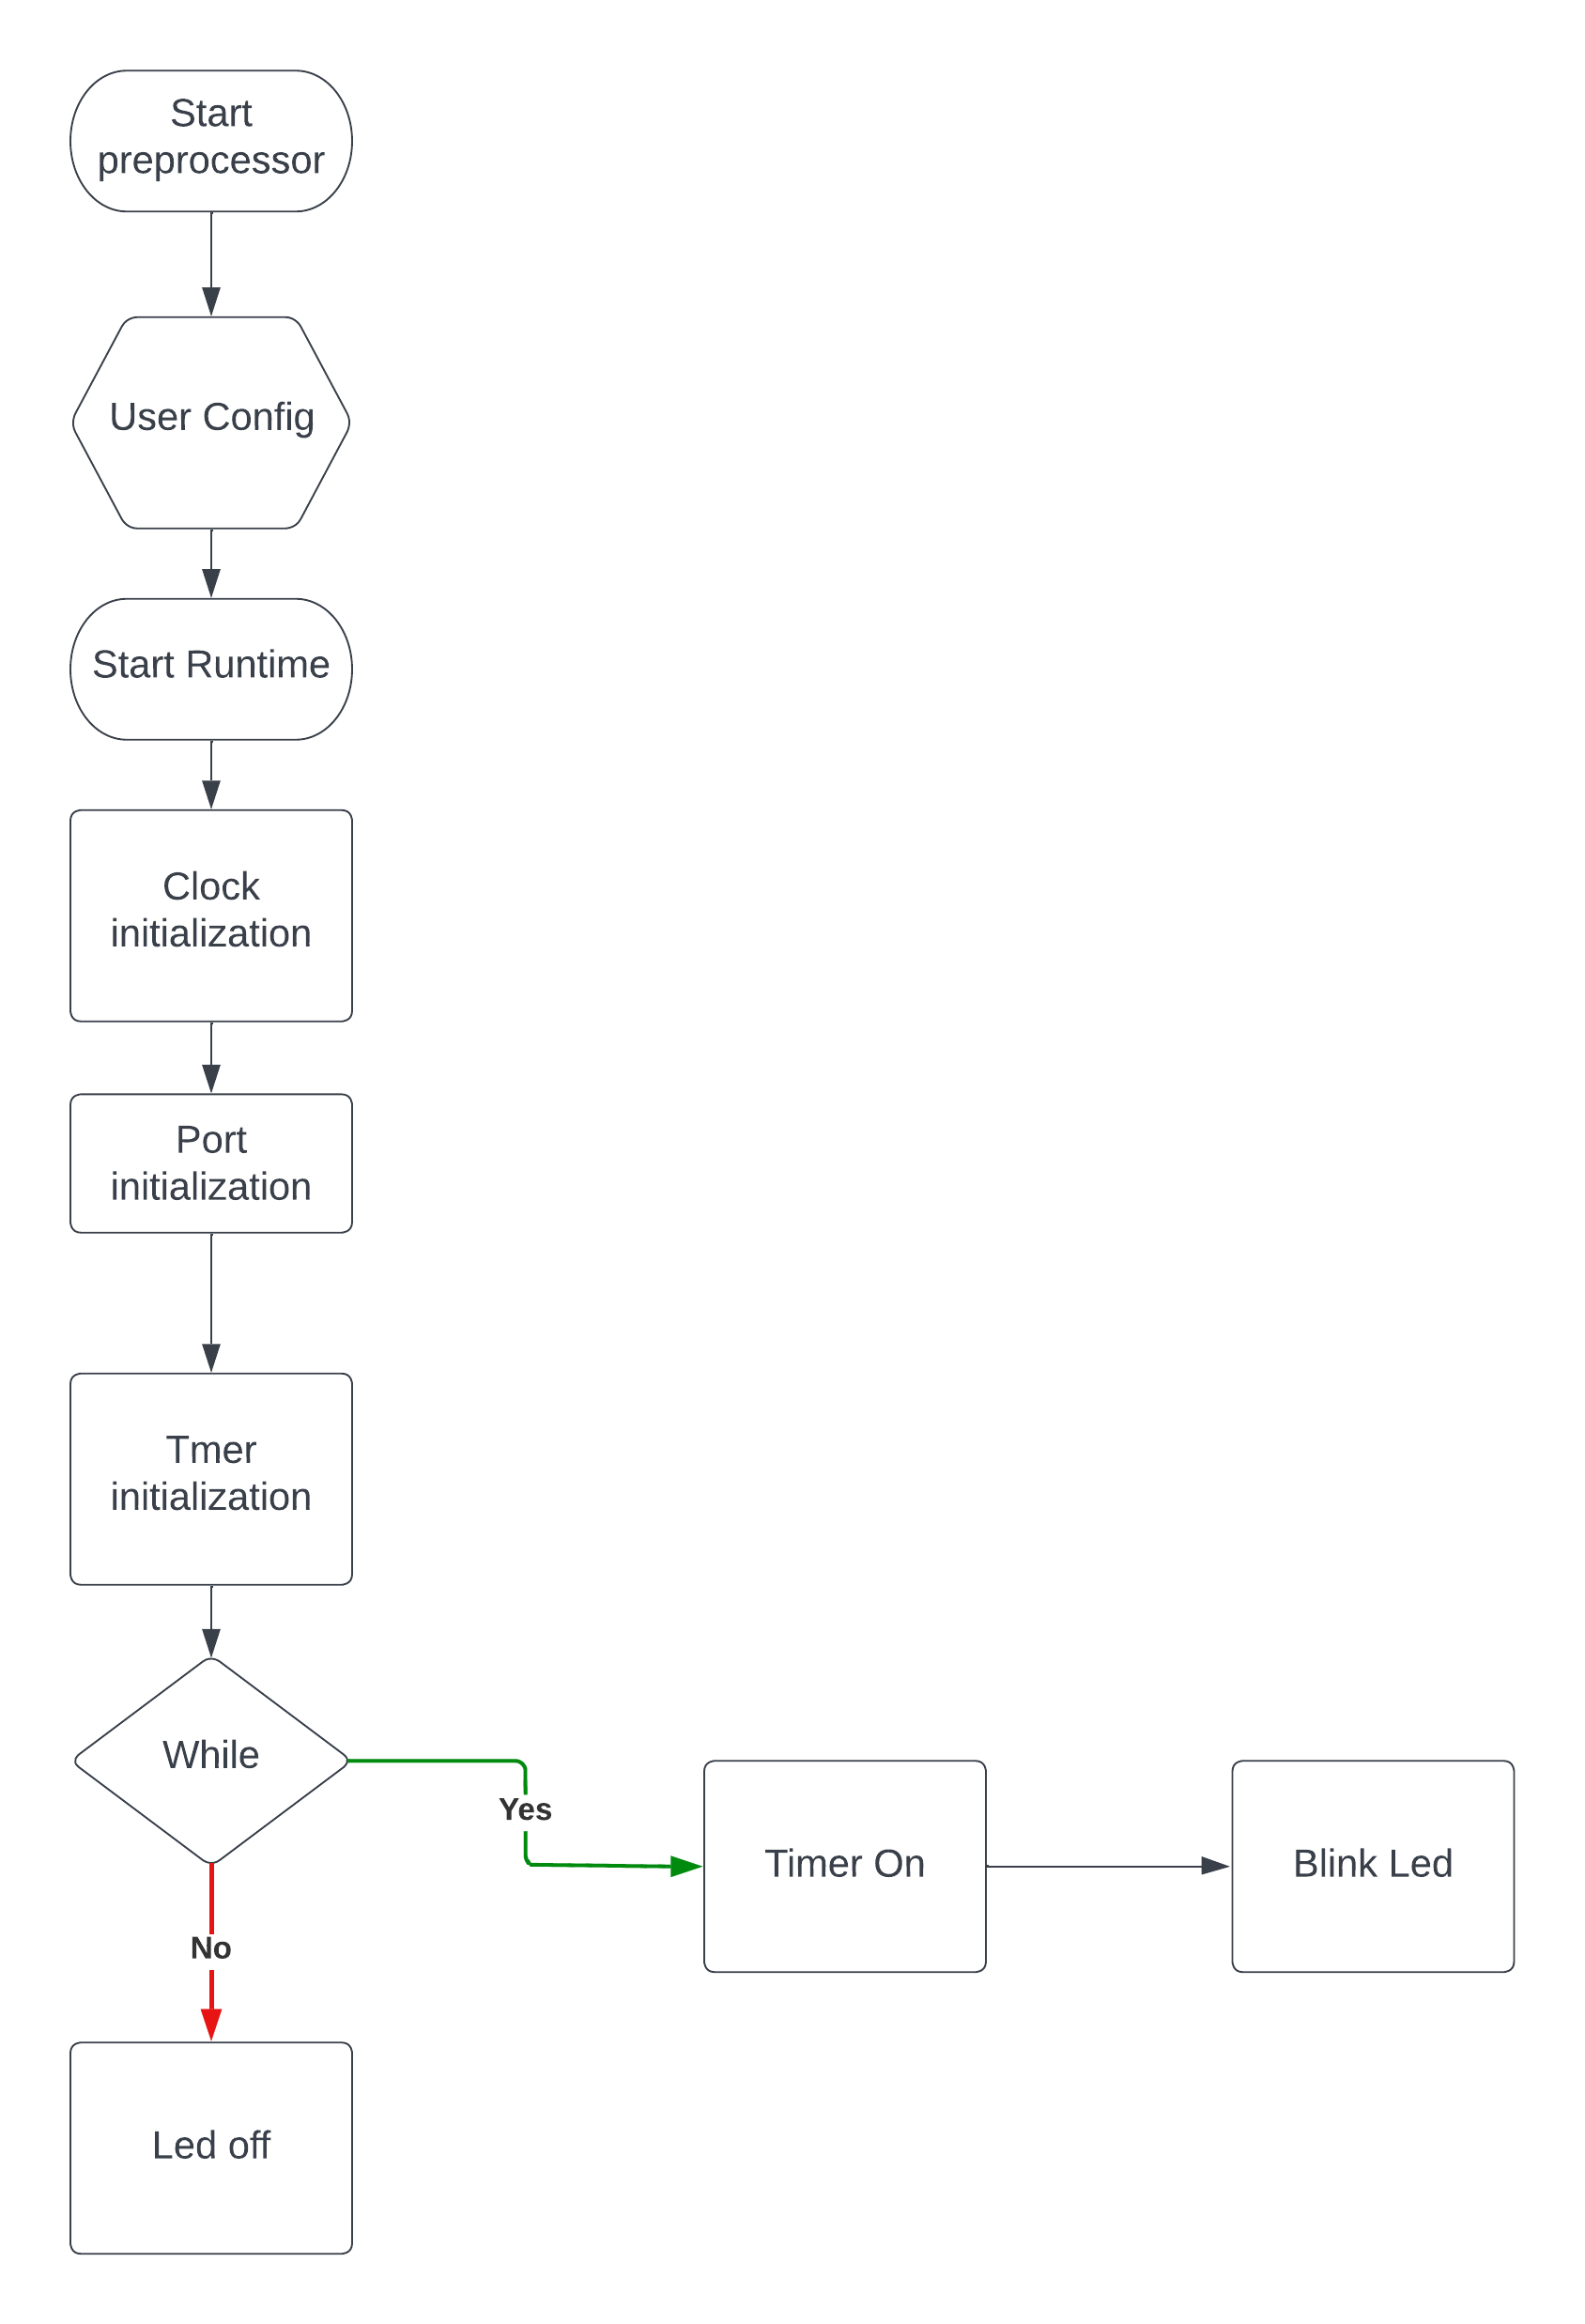 Start
preprocessor
User Config
Start Runtime
Clock
initialization
Port
initialization
Tmer
initialization
While
Yes
Timer On
Blink Led
No
Led off